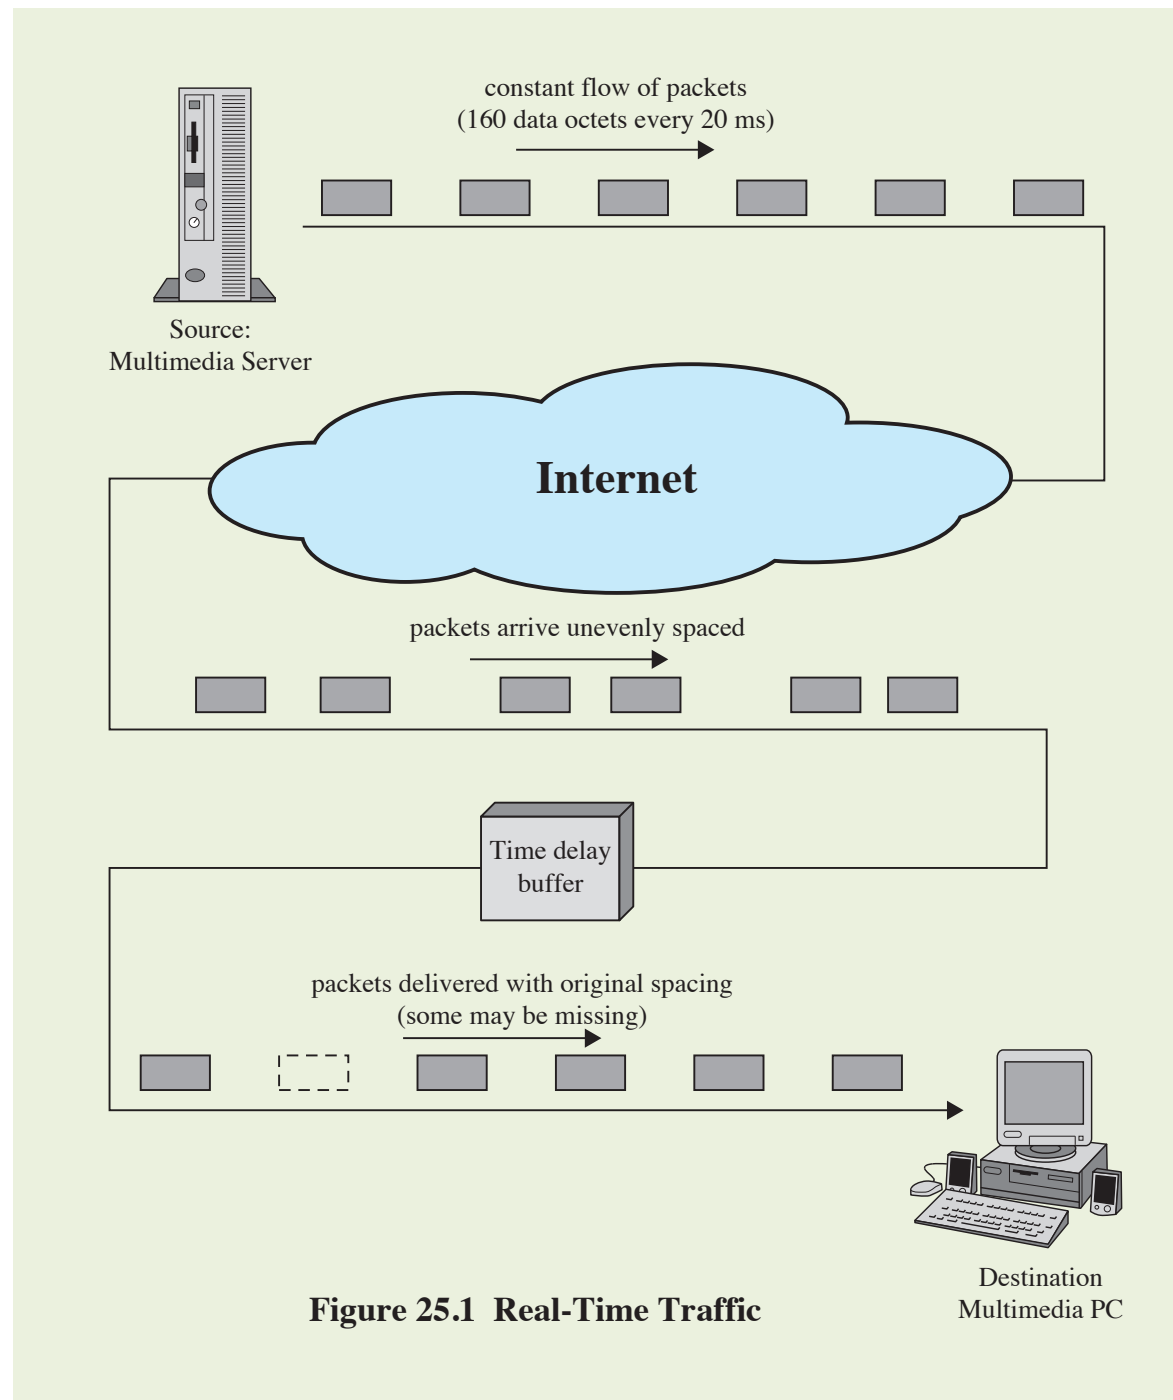 constant flow of packets
(160 data octets every 20 ms)
Source:
Multimedia Server
Internet
packets arrive unevenly spaced
Time delay
buffer
packets delivered with original spacing
(some may be missing)
Destination
Multimedia PC
Figure 25.1 Real-Time Traffic